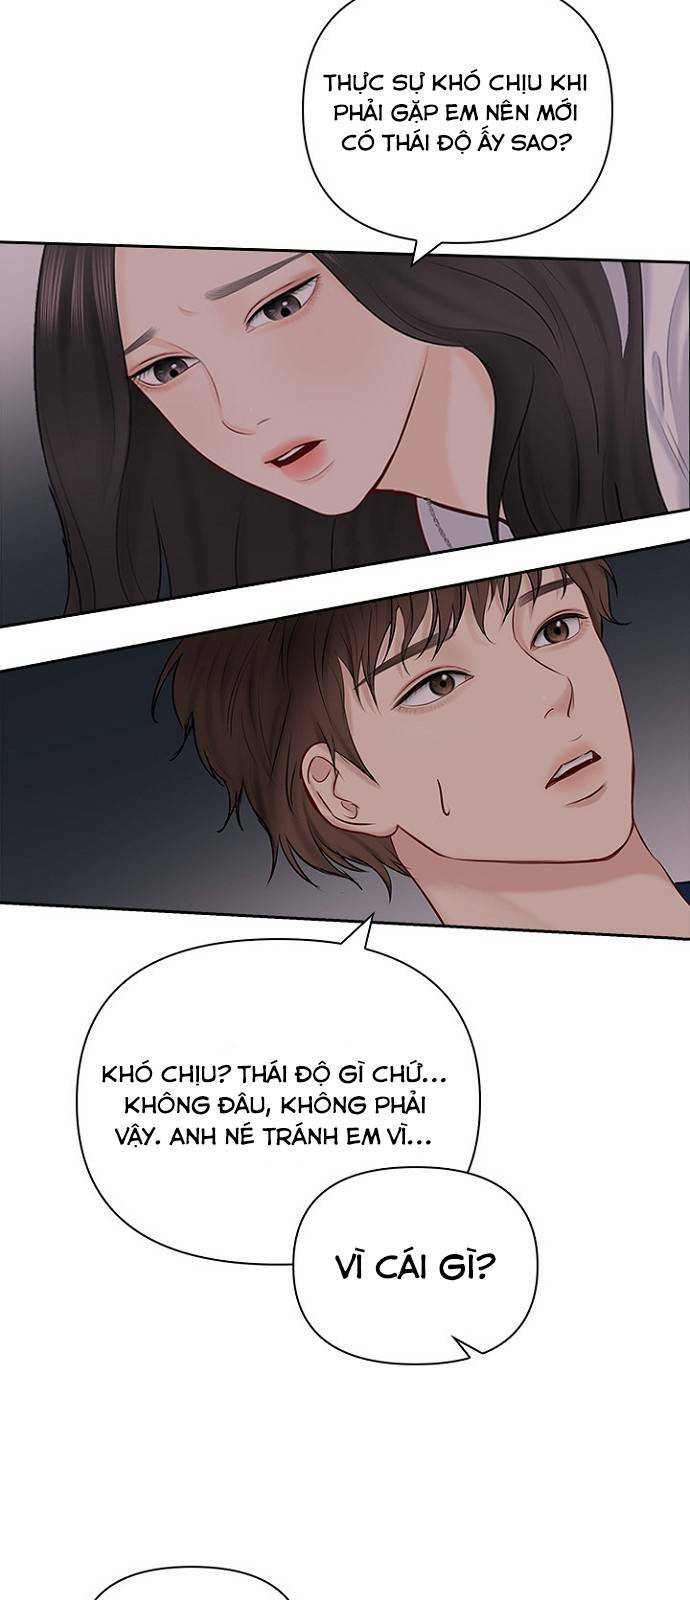 THỰC SỰ KHÓ CHỊU KHI
PHẢI GẶP EM NÊN MỚI
CÓ THÁI ĐỘ ẤY SAO?
KHÓ CHỊU? THÁI ĐỘ GÌ CHỨ...
KHÔNG ĐÂU, KHÔNG PHẢI
VẬY. ANH NÉ TRÁNH EM VÌ...
VÌ CÁI GÌ?